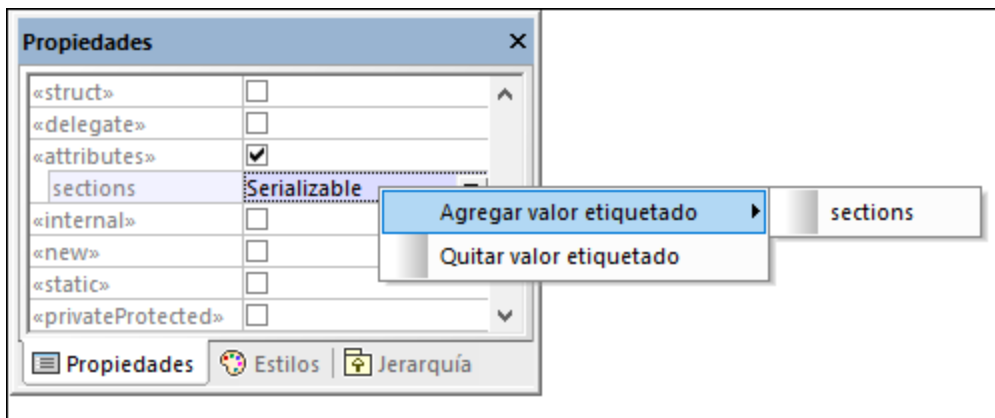 Propiedades
«struct»
«delegate»
«attributes»
sections Serializable
Agregar valor etiquetado sections
«internal»
«new»
Quitar valor etiquetado
«static»
«privateProtected»
Propiedades Estilos Jerarquía